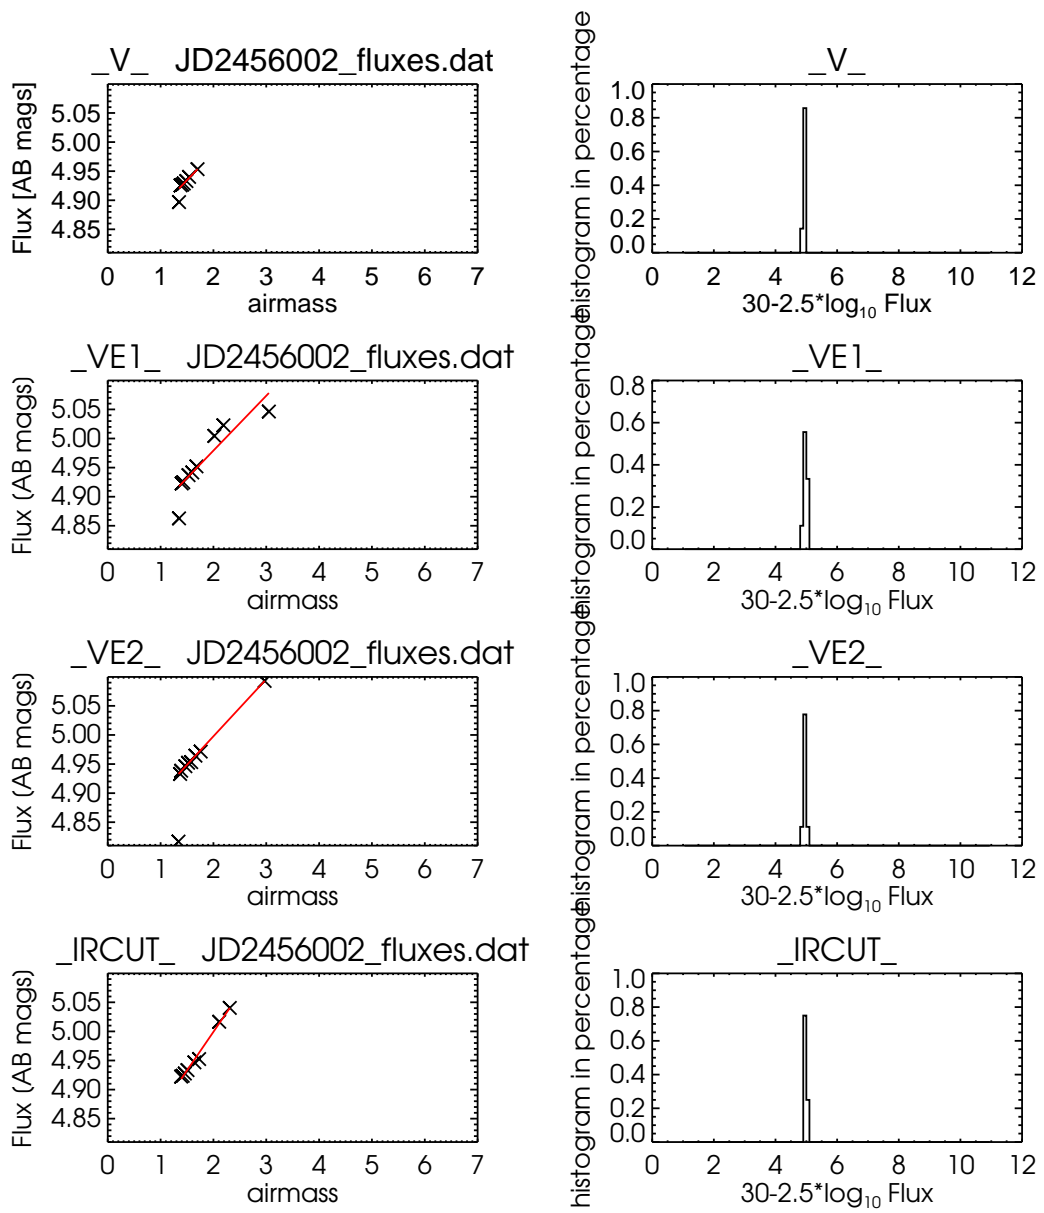 _V_ JD2456002_fluxes.dat
Flux [AB mags]
5.05
5.00
4.95
4.90
4.85
0 1 2 3 4 5 6 7
airmass
_V_
histogram in percentage
1.0
0.8
0.6
0.4
0.2
0.0
0 2 4 6 8 10 12
30-2.5*log10 Flux
_VE1_ JD2456002_fluxes.dat
Flux (AB mags)
5.05
5.00
4.95
4.90
4.85
0 1 2 3 4 5 6 7
airmass
_VE1_
histogram in percentage
0.8
0.6
0.4
0.2
0.0
0 2 4 6 8 10 12
30-2.5*log10 Flux
_VE2_ JD2456002_fluxes.dat
Flux (AB mags)
5.05
5.00
4.95
4.90
4.85
0 1 2 3 4 5 6 7
airmass
_VE2_
histogram in percentage
1.0
0.8
0.6
0.4
0.2
0.0
0 2 4 6 8 10 12
30-2.5*log10 Flux
_IRCUT_ JD2456002_fluxes.dat
Flux (AB mags)
5.05
5.00
4.95
4.90
4.85
0 1 2 3 4 5 6 7
airmass
_IRCUT_
histogram in percentage
1.0
0.8
0.6
0.4
0.2
0.0
0 2 4 6 8 10 12
30-2.5*log10 Flux